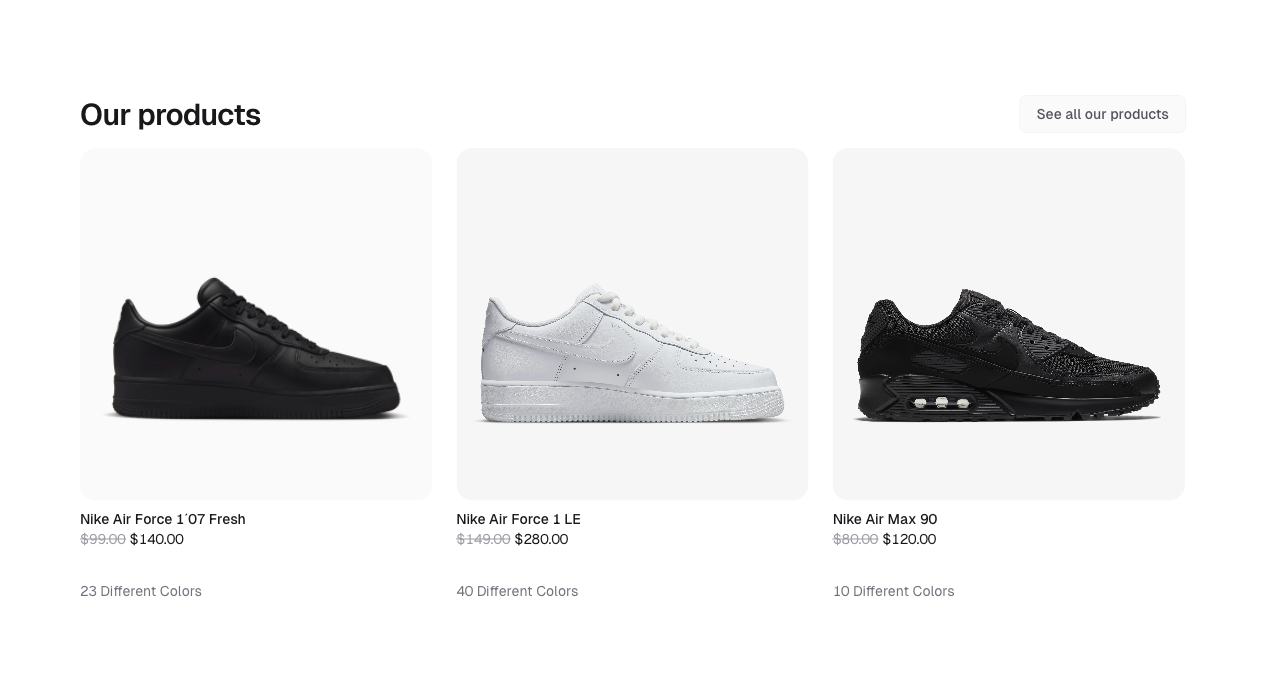 Our products
See all our products
Nike Air Force 1´07 Fresh
$99.00 $140.00
23 Different Colors
Nike Air Force 1 LE
$149.00 $280.00
40 Different Colors
Nike Air Max 90
$80.00 $120.00
10 Different Colors